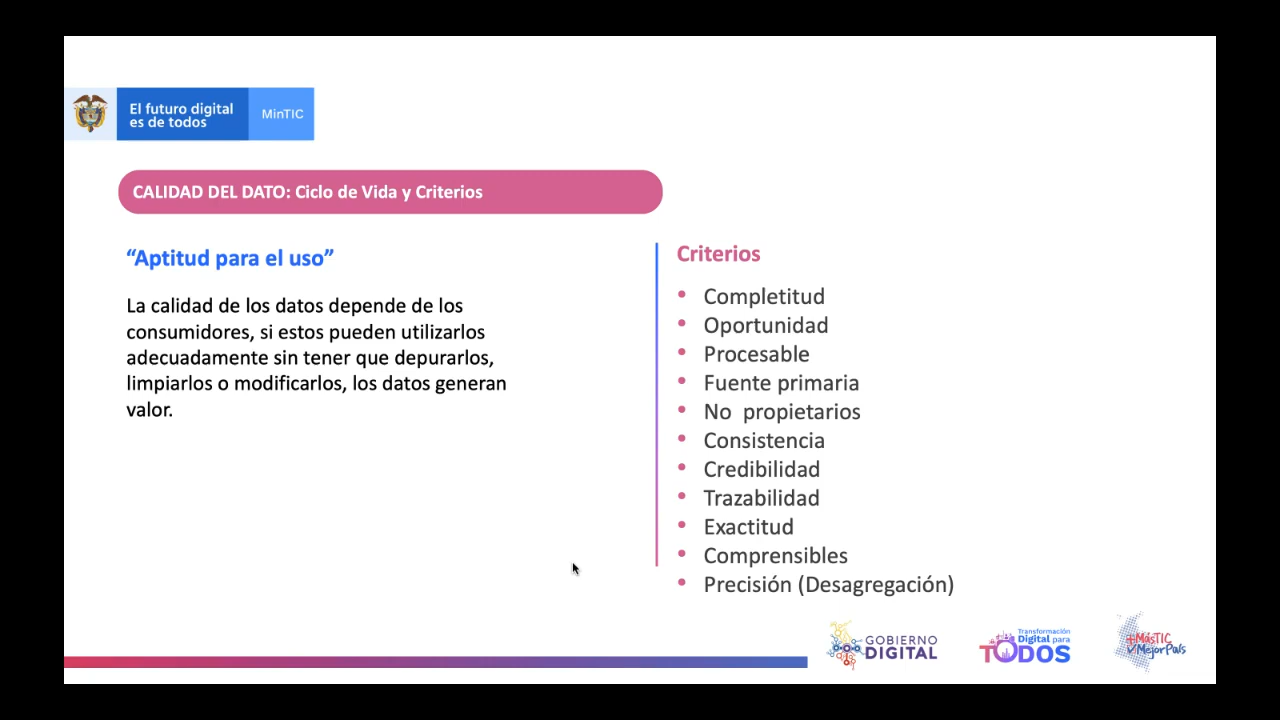 El futuro digital
es de todos
MinTIC
CALIDAD DEL DATO: Ciclo de Vida y Criterios
“Aptitud para el uso”
La calidad de los datos depende de los
consumidores, si estos pueden utilizarlos
adecuadamente sin tener que depurarlos,
limpiarlos o modificarlos, los datos generan
valor.
Criterios
• Completitud
• Oportunidad
• Procesable
• Fuente primaria
• No propietarios
• Consistencia
• Credibilidad
• Trazabilidad
• Exactitud
• Comprensibles
• Precisión (Desagregación)
GOBIERNO
DIGITAL
Transformación
Digital para
TODOS
+MásTIC
✓MejorPaís